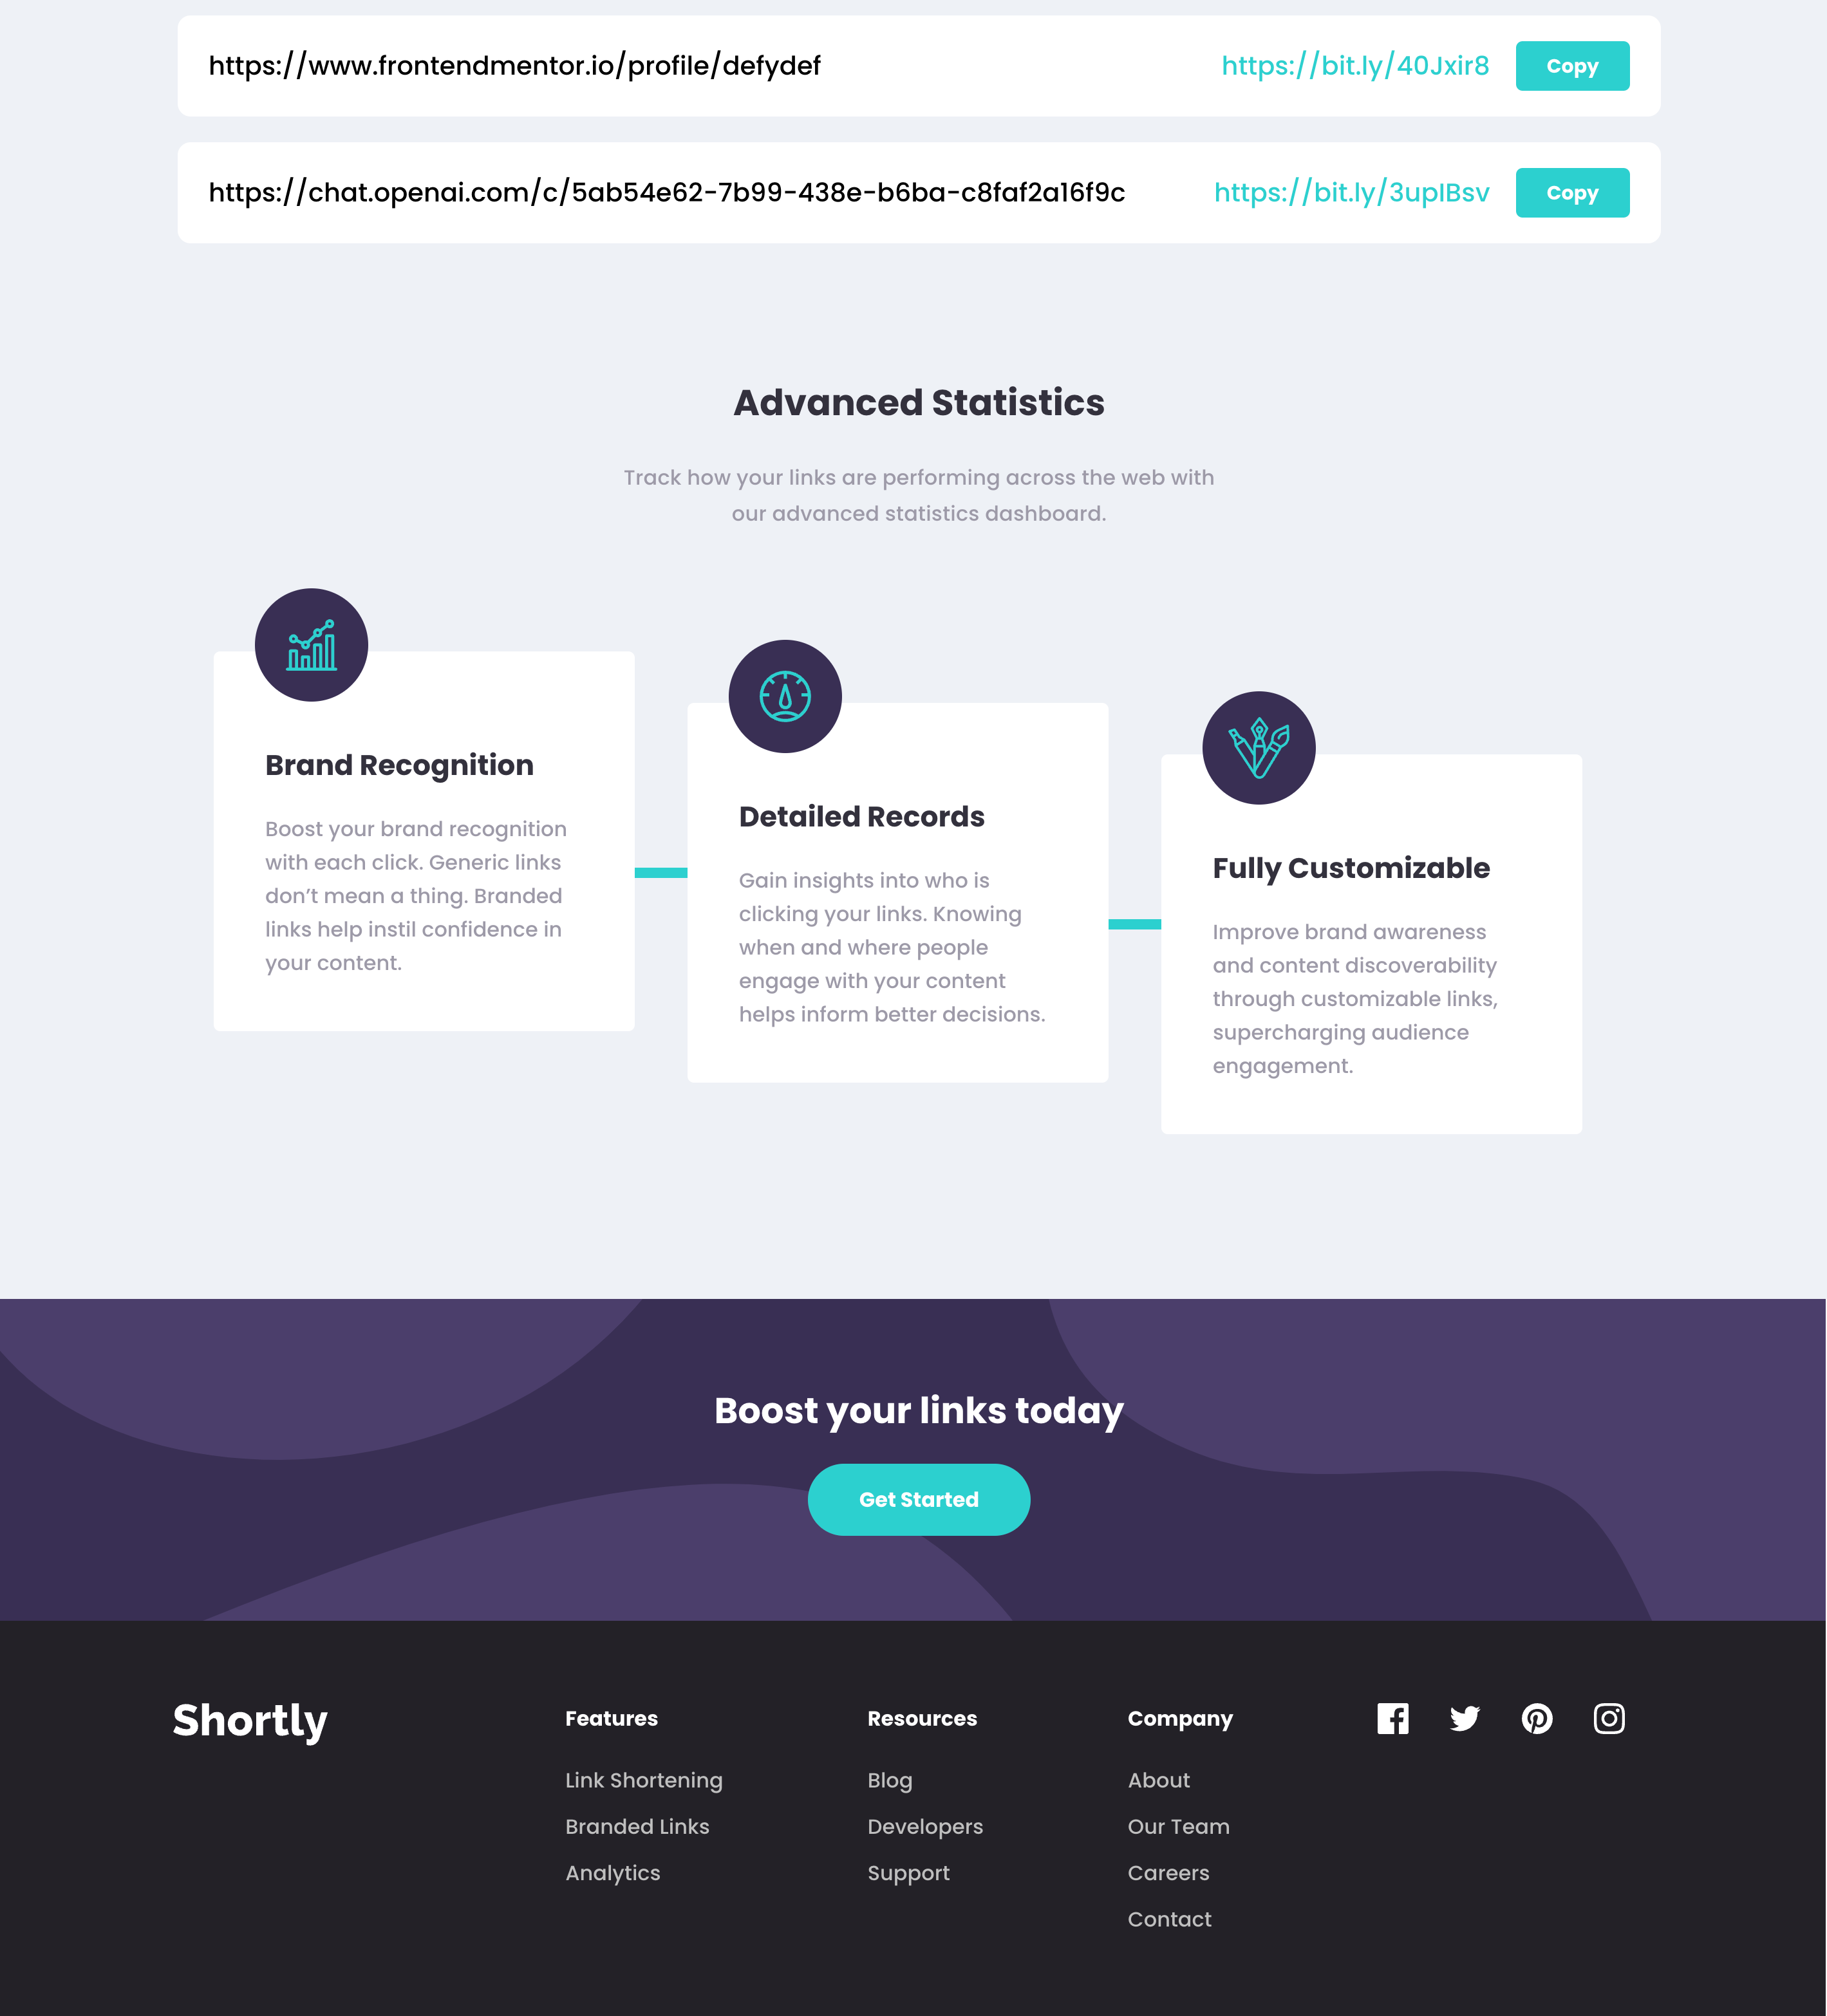 https://www.frontendmentor.io/profile/defydef
https://bit.ly/40Jxir8
Copy
https://chat.openai.com/c/5ab54e62-7b99-438e-b6ba-c8faf2a16f9c
https://bit.ly/3upIBsv
Copy
Advanced Statistics
Track how your links are performing across the web with
our advanced statistics dashboard.
Brand Recognition
Boost your brand recognition
with each click. Generic links
don’t mean a thing. Branded
links help instil confidence in
your content.
Detailed Records
Gain insights into who is
clicking your links. Knowing
when and where people
engage with your content
helps inform better decisions.
Fully Customizable
Improve brand awareness
and content discoverability
through customizable links,
supercharging audience
engagement.
Boost your links today
Get Started
Shortly
Features
Link Shortening
Branded Links
Analytics
Resources
Blog
Developers
Support
Company
About
Our Team
Careers
Contact